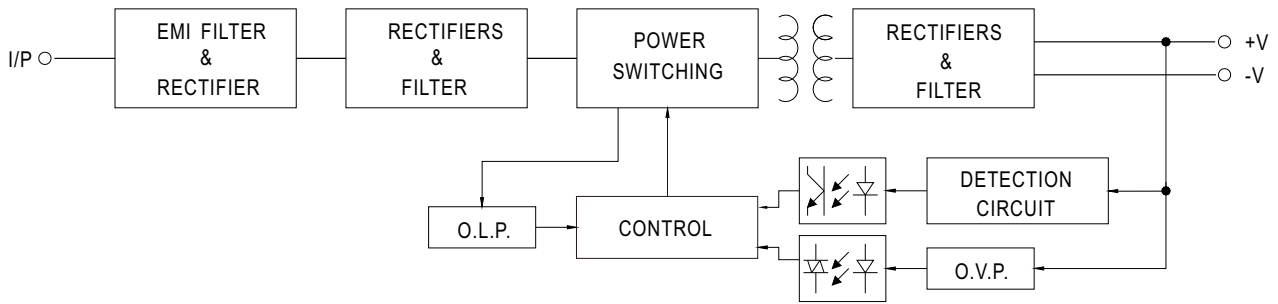 I/P
EMI FILTER
&
RECTIFIER
RECTIFIERS
&
FILTER
POWER
SWITCHING
RECTIFIERS
&
FILTER
+V
-V
DETECTION
CIRCUIT
O.L.P.
CONTROL
O.V.P.